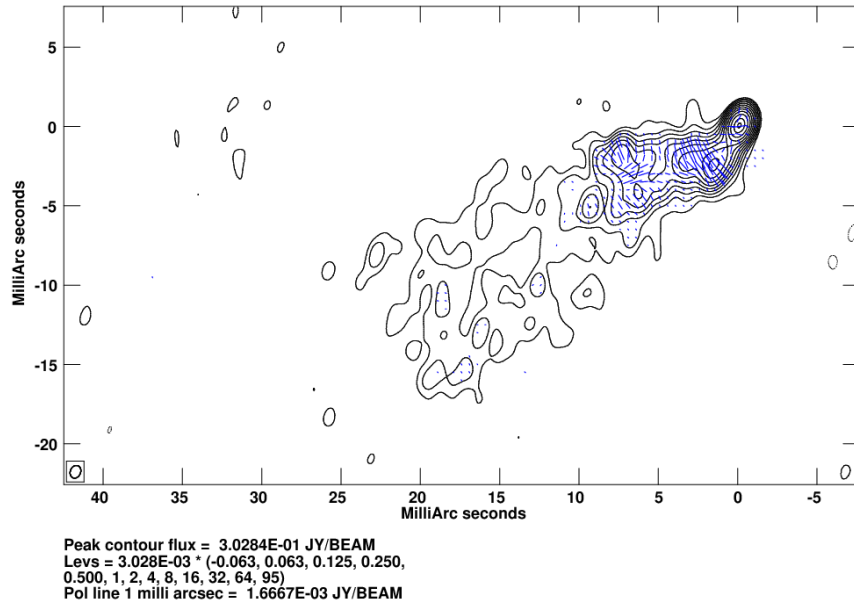 5
0
-5
-10
-15
-20
MilliArc seconds
40 35 30 25 20 15 10 5 0 -5
MilliArc seconds
Peak contour flux = 3.0284E-01 JY/BEAM
Levs = 3.028E-03 * (-0.063, 0.063, 0.125, 0.250,
0.500, 1, 2, 4, 8, 16, 32, 64, 95)
Pol line 1 milli arcsec = 1.6667E-03 JY/BEAM